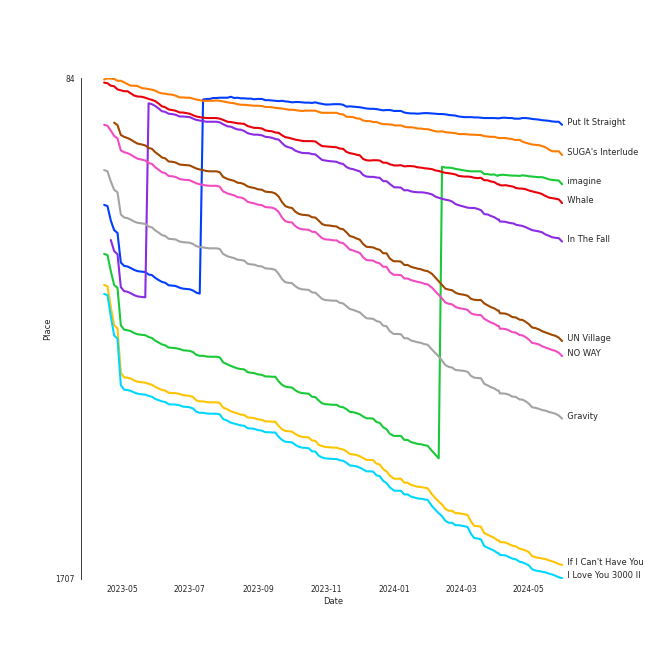 84
Put It Straight
SUGA's Interlude
imagine
Whale
In The Fall
Place
UN Village
NO WAY
Gravity
If I Can't Have You
I Love You 3000 II
1707
2023-05 2023-07 2023-09 2023-11 2024-01 2024-03 2024-05
Date